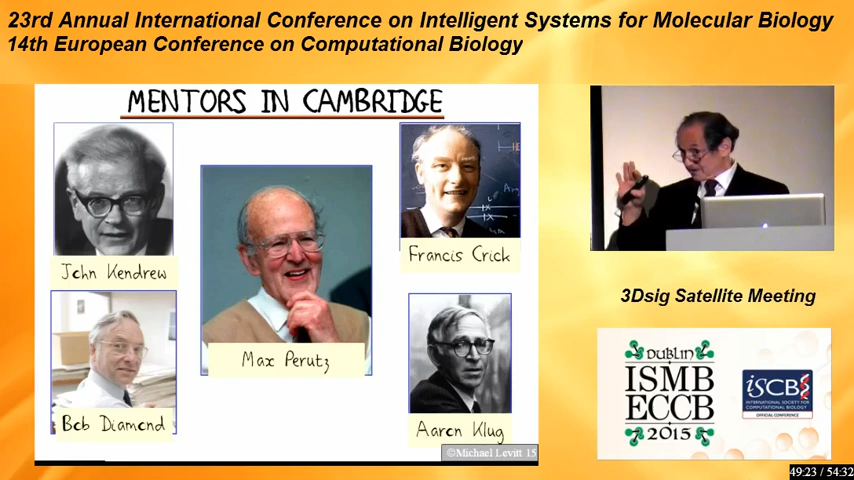 23rd Annual International Conference on Intelligent Systems for Molecular Biology
14th European Conference on Computational Biology
MENTORS IN CAMBRIDGE
John Kendrew
Max Perutz
Francis Crick
Bob Diamond
Aaron Klug
©Michael Levitt 15
3Dsig Satellite Meeting
DUBLIN
ISMB
ECCB
2015
ISCB
INTERNATIONAL SOCIETY FOR
COMPUTATIONAL BIOLOGY
OFFICIAL CONFERENCE
49:23 / 54:32